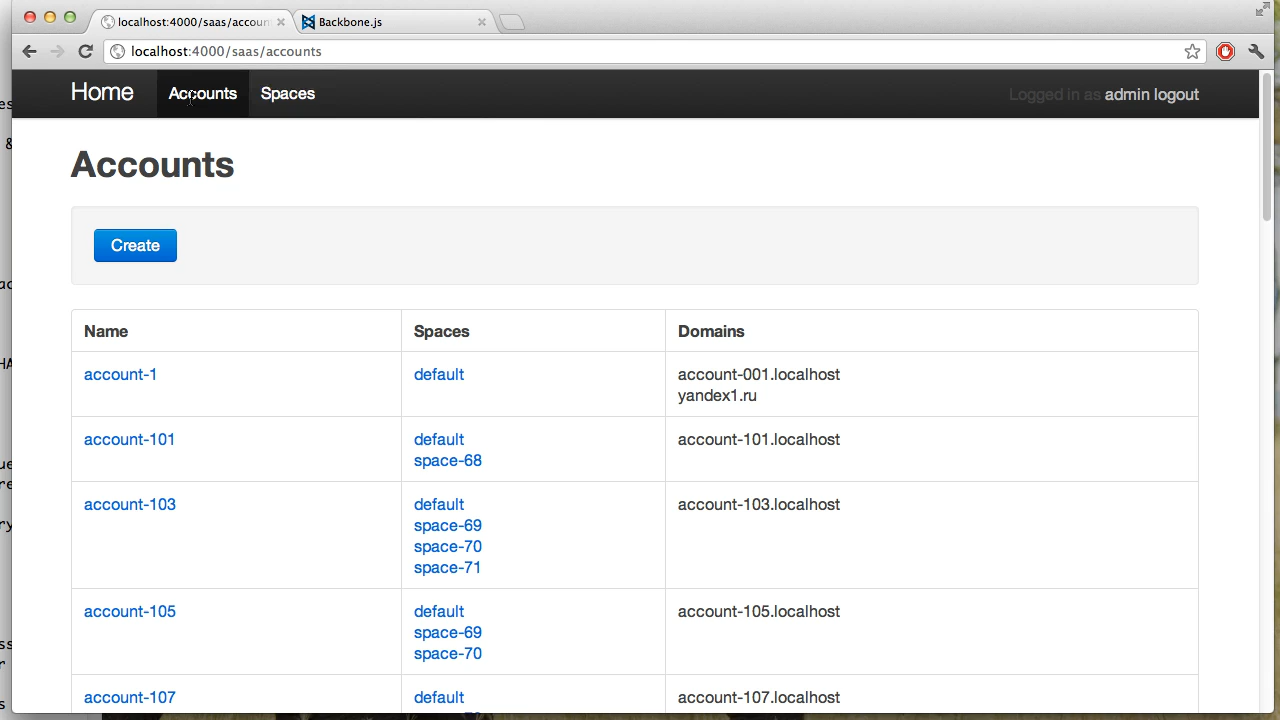 localhost:4000/saas/accoun
Backbone.js
localhost:4000/saas/accounts
Home
Accounts
Spaces
Logged in as admin logout
Accounts
Create
Name
Spaces
Domains
account-1
default
account-001.localhost
yandex1.ru
account-101
default
account-101.localhost
space-68
account-103
default
account-103.localhost
space-69
space-70
space-71
account-105
default
account-105.localhost
space-69
space-70
account-107
default
account-107.localhost